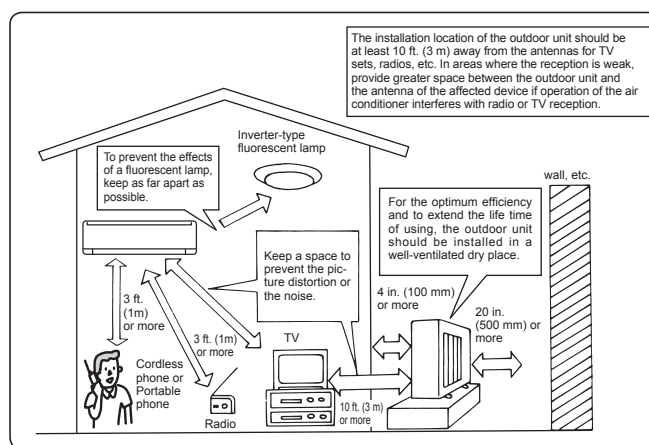 The installation location of the outdoor unit should be
at least 10 ft. (3 m) away from the antennas for TV
sets, radios, etc. In areas where the reception is weak,
provide greater space between the outdoor unit and
the antenna of the affected device if operation of the air
conditioner interferes with radio or TV reception.
Inverter-type
fluorescent lamp
To prevent the effects
of a fluorescent lamp,
keep as far apart as
possible.
wall, etc.
For the optimum efficiency
and to extend the life time
of using, the outdoor unit
should be installed in a
well-ventilated dry place.
Keep a space to
prevent the pic-
ture distortion or
the noise.
4 in. (100 mm)
or more
20 in.
(500 mm) or
more
3 ft.
(1m)
or more
3 ft. (1m)
or more
TV
Cordless
phone or
Portable
phone
Radio
10 ft. (3 m)
or more